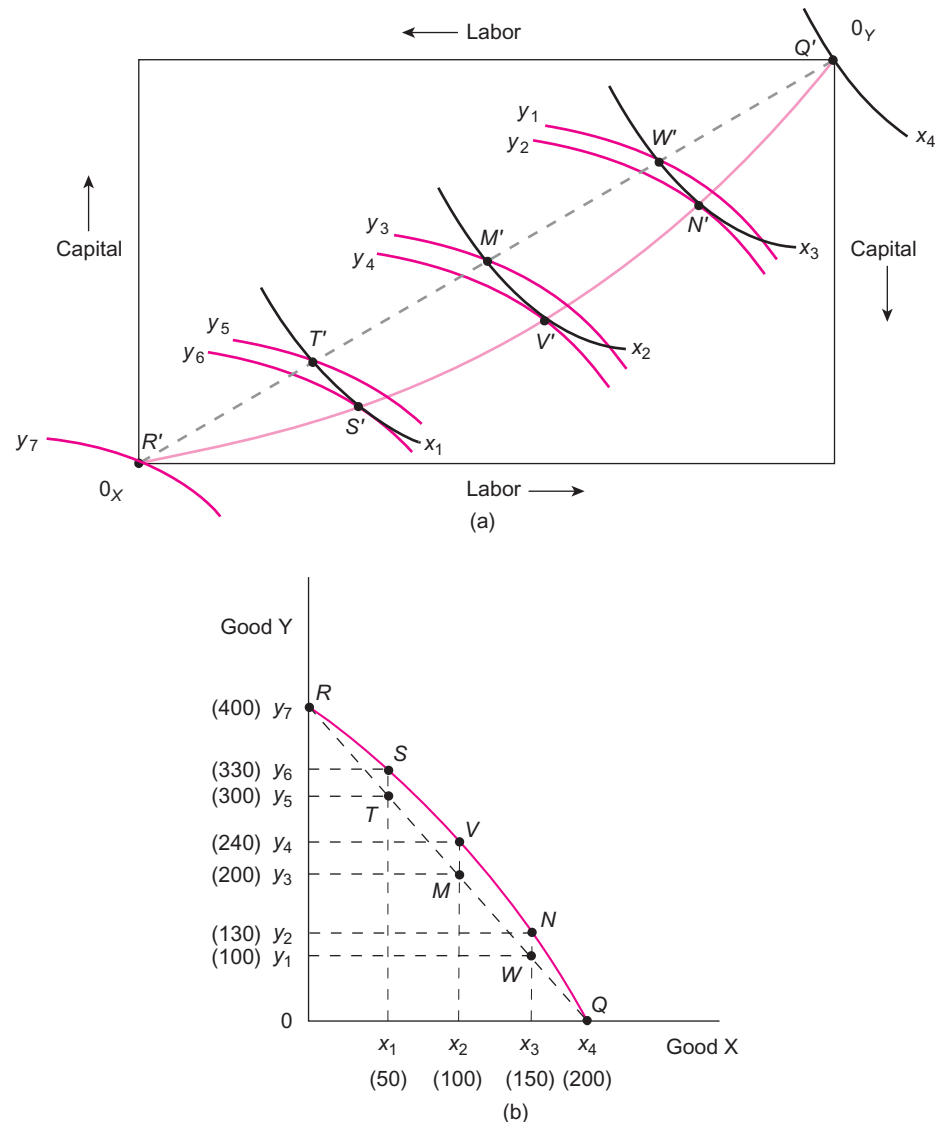 ← Labor
0Y
Q'
x4
y1
W'
y2
N'
y3
x3
Capital
Capital
M'
y4
y5
V'
x2
T'
y6
S'
x1
y7
R'
0X
Labor →
(a)
Good Y
R
(400) y7
S
(330) y6
(300) y5
T
V
(240) y4
(200) y3
M
N
(130) y2
(100) y1
W
Q
0
x1 x2 x3 x4 Good X
(50) (100) (150) (200)
(b)